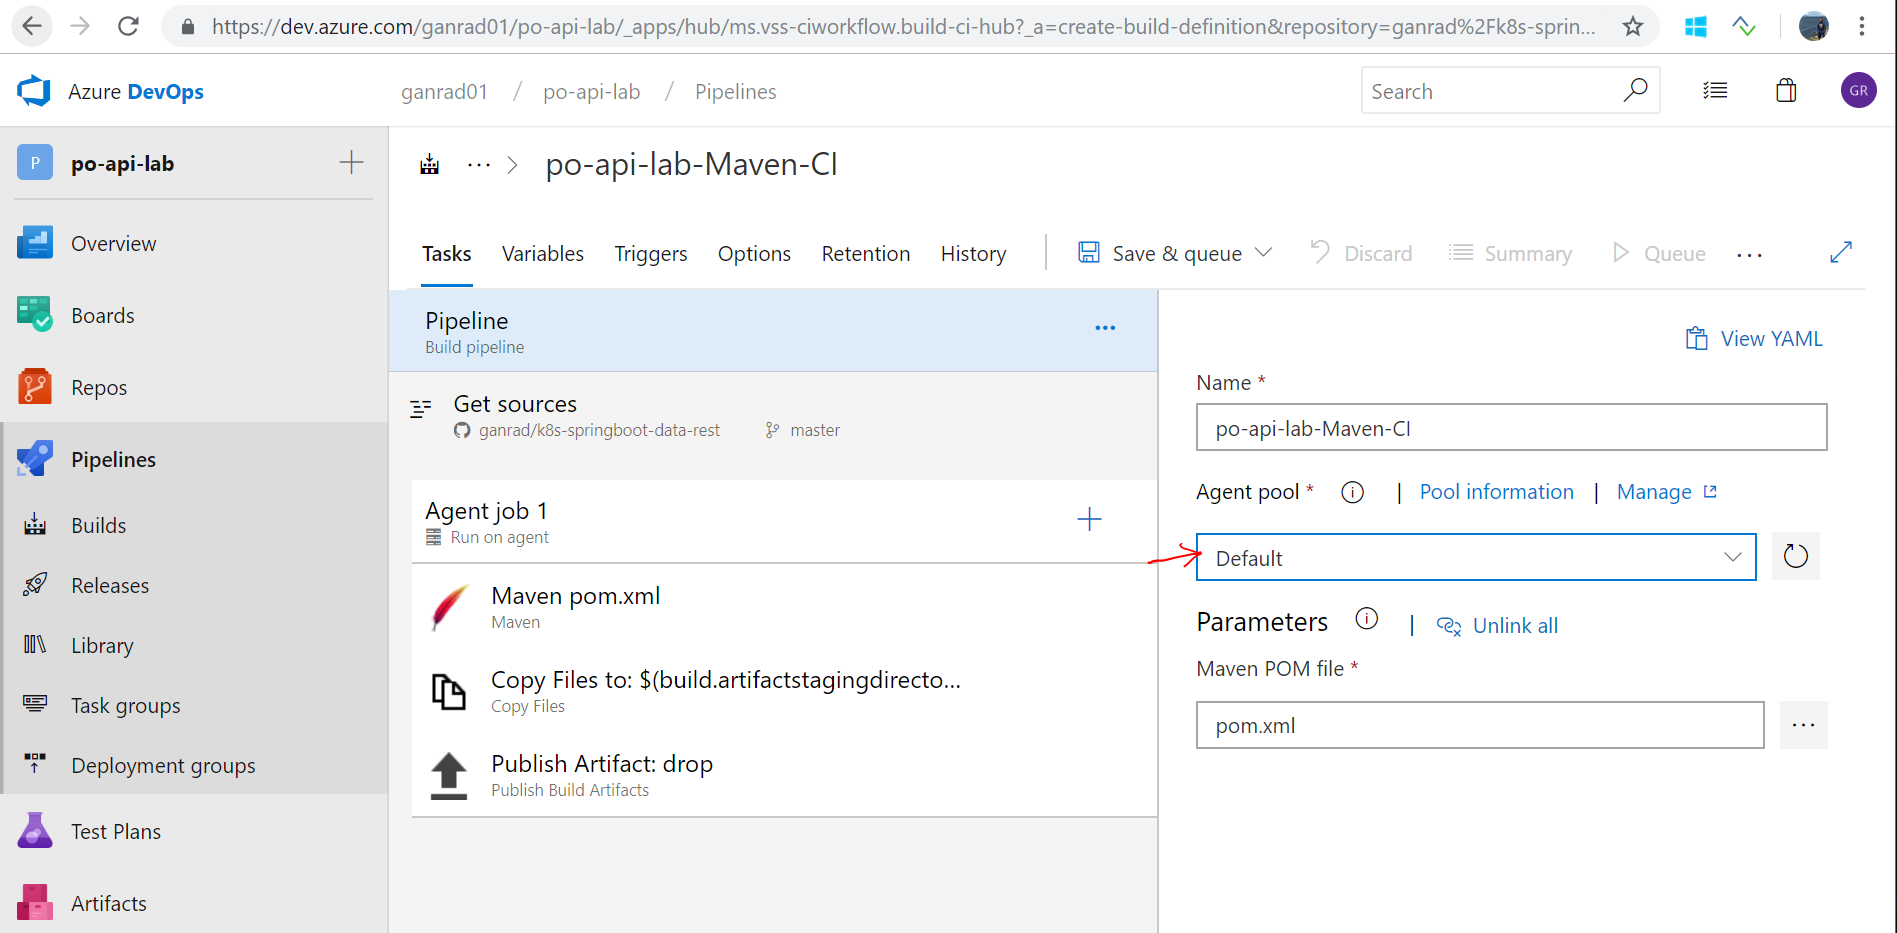 https://dev.azure.com/ganrad01/po-api-lab/_apps/hub/ms.vss-ciworkflow.build-ci-hub?_a=create-build-definition&repository=ganrad%2Fk8s-sprin...
Azure DevOps
ganrad01 / po-api-lab / Pipelines
Search
GR
P po-api-lab
Overview
Boards
Repos
Pipelines
Builds
Releases
Library
Task groups
Deployment groups
Test Plans
Artifacts
... > po-api-lab-Maven-CI
Tasks Variables Triggers Options Retention History | Save & queue Discard Summary Queue ...
Pipeline
Build pipeline
...
Get sources
ganrad/k8s-springboot-data-rest master
Agent job 1
Run on agent
Maven pom.xml
Maven
Copy Files to: $(build.artifactstagingdirecto...
Copy Files
Publish Artifact: drop
Publish Build Artifacts
View YAML
Name *
po-api-lab-Maven-CI
Agent pool * | Pool information | Manage
Default
Parameters | Unlink all
Maven POM file *
pom.xml
...